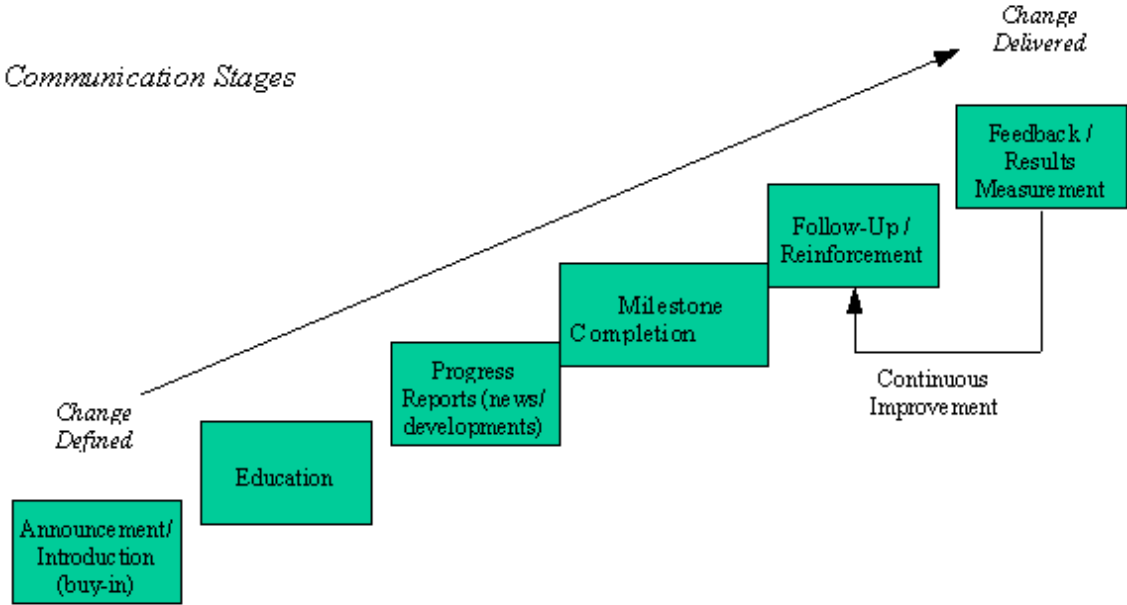 Communication Stages
Change
Delivered
Feedback /
Results
Measurement
Follow-Up /
Reinforcement
Milestone
Completion
Continuous
Improvement
Progress
Reports (news/
developments)
Change
Defined
Education
Announcement/
Introduction
(buy-in)